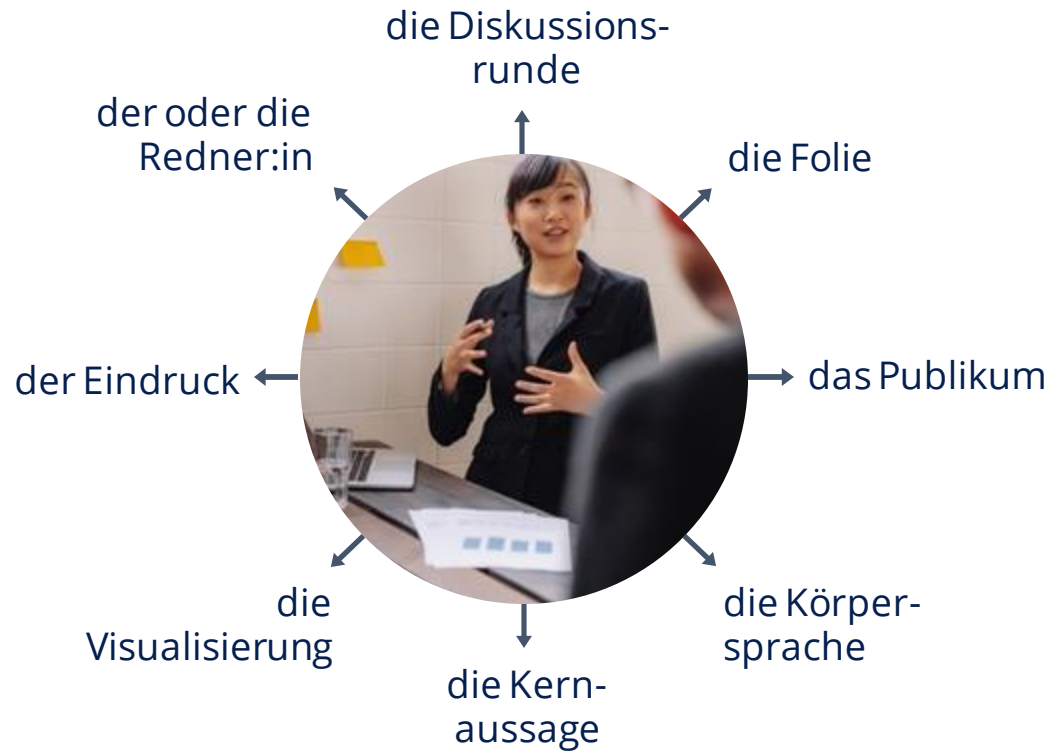 die Diskussions-
runde
der oder die
Redner:in
die Folie
der Eindruck
das Publikum
die
Visualisierung
die Körper-
sprache
die Kern-
aussage